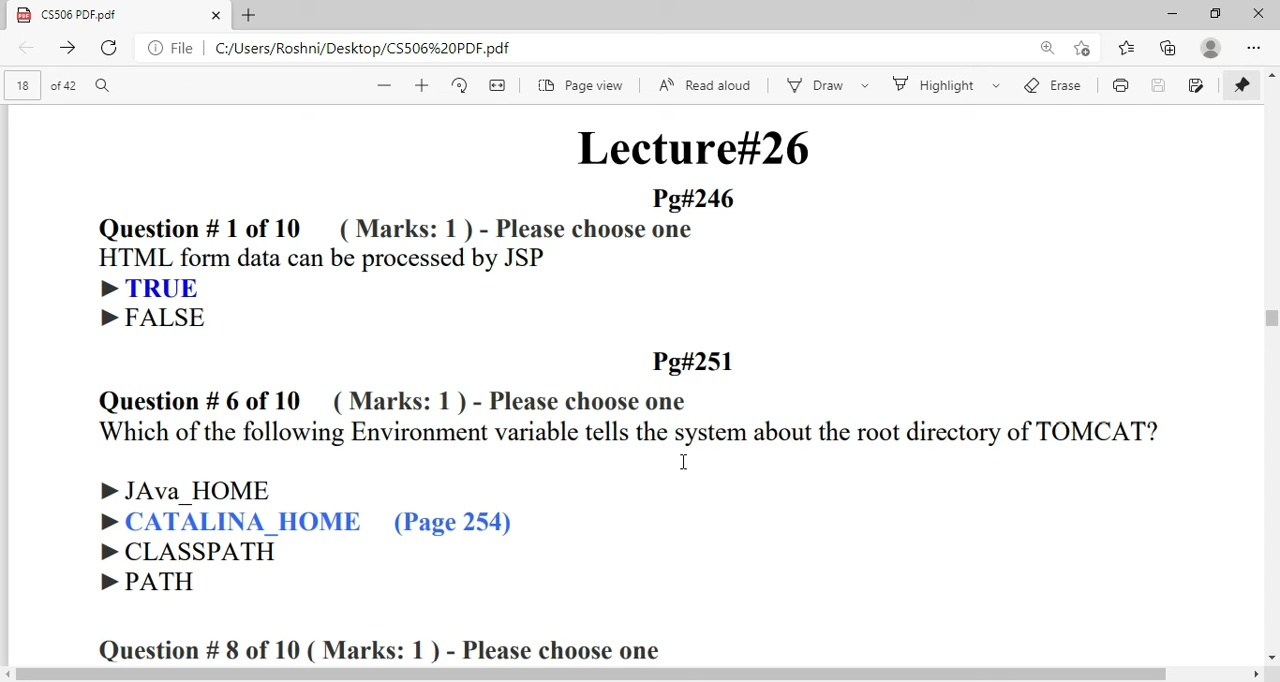 CS506 PDF.pdf
File C:/Users/Roshni/Desktop/CS506%20PDF.pdf
18 of 42 Page view Read aloud Draw Highlight Erase
Lecture#26
Pg#246
Question # 1 of 10 ( Marks: 1 ) - Please choose one
HTML form data can be processed by JSP
►TRUE
►FALSE
Pg#251
Question # 6 of 10 ( Marks: 1 ) - Please choose one
Which of the following Environment variable tells the system about the root directory of TOMCAT?
►JAva_HOME
►CATALINA_HOME (Page 254)
►CLASSPATH
►PATH
Question # 8 of 10 ( Marks: 1 ) - Please choose one